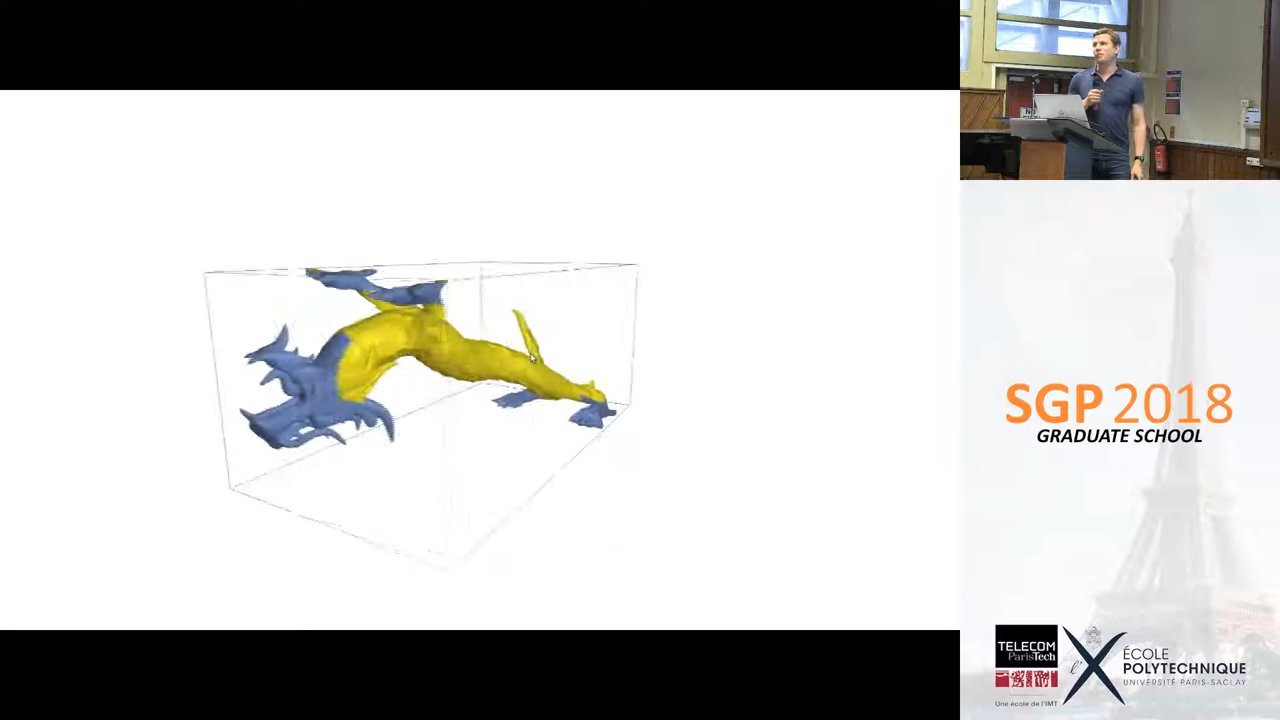 SGP 2018
GRADUATE SCHOOL
TELECOM
ParisTech
Une école de l'IMT
ÉCOLE
POLYTECHNIQUE
UNIVERSITÉ PARIS-SACLAY